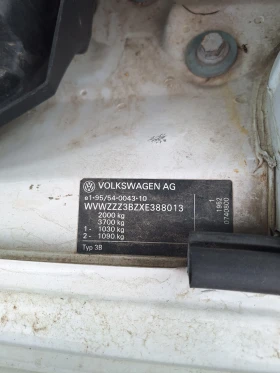 VOLKSWAGEN AG
e1-95/54-0043-10
WVWZZZ3BZXE388013
2000 kg
3700 kg
1- 1030 kg
2- 1090 kg
Typ 3B